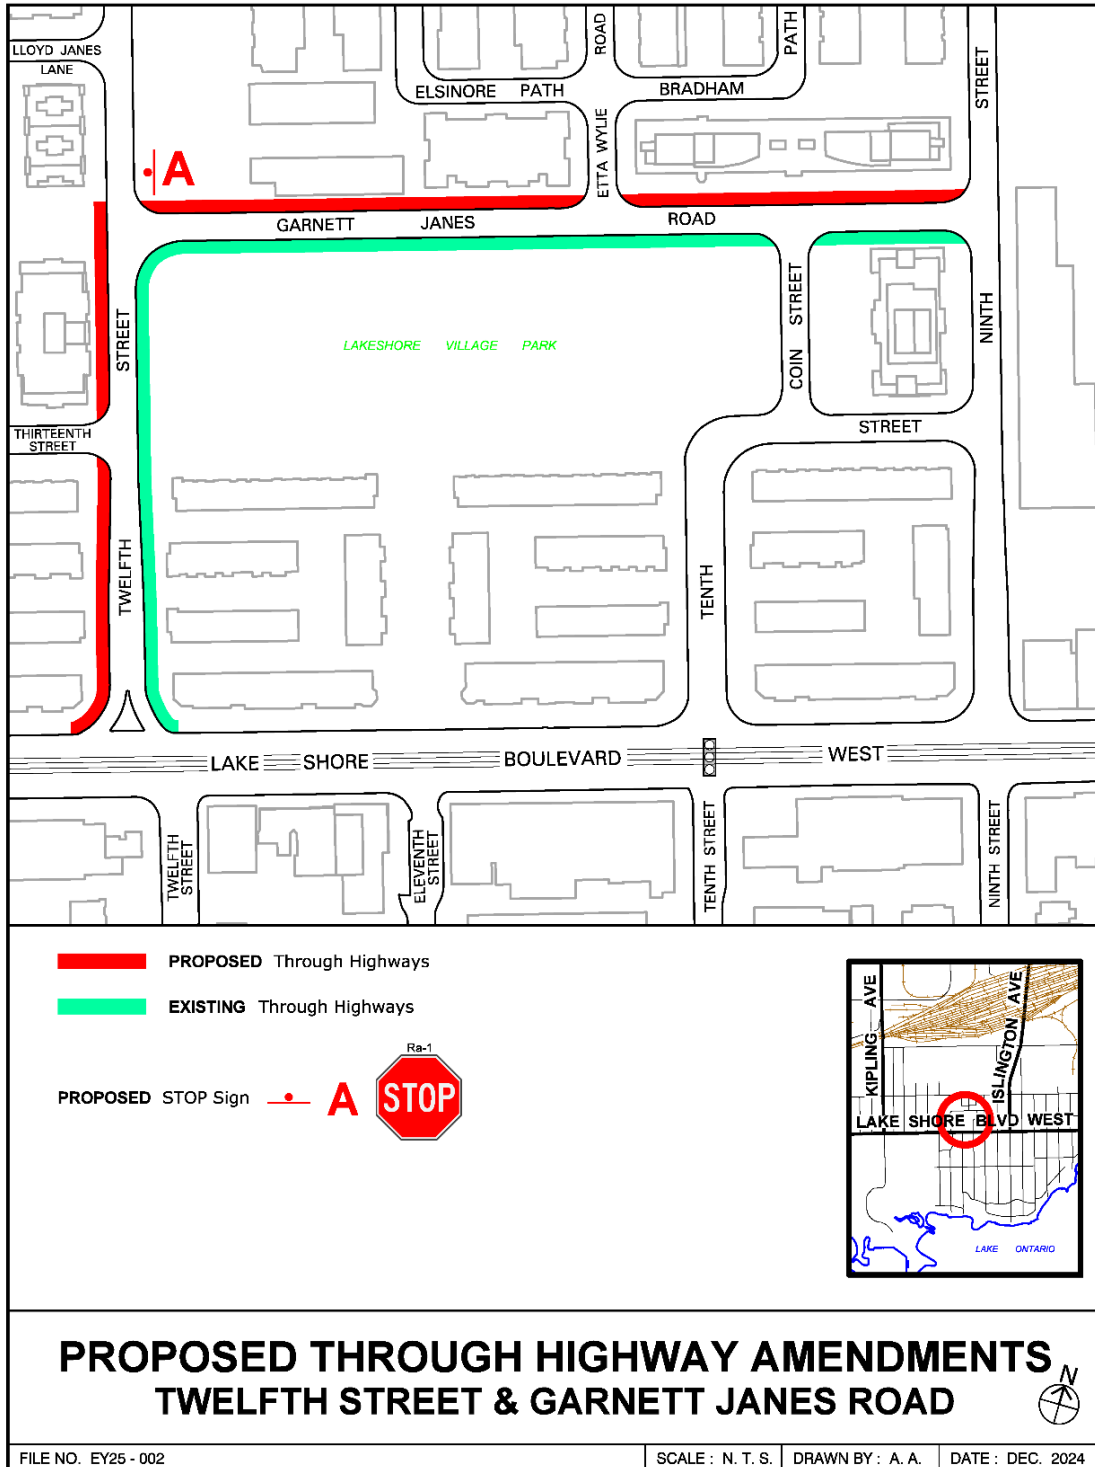 LLOYD JANES
LANE
ELSINORE PATH
ROAD
BRADHAM
PATH
STREET
ETTA WYLIE
A
GARNETT JANES ROAD
STREET
LAKESHORE VILLAGE PARK
COIN STREET
NINTH
THIRTEENTH
STREET
STREET
TWELFTH
TENTH
LAKE SHORE BOULEVARD WEST
TWELFTH
STREET
ELEVENTH
STREET
TENTH STREET
NINTH STREET
PROPOSED Through Highways
EXISTING Through Highways
Ra-1
PROPOSED STOP Sign A STOP
KIPLING AVE
ISLINGTON AVE
LAKE SHORE BLVD WEST
LAKE ONTARIO
PROPOSED THROUGH HIGHWAY AMENDMENTS
TWELFTH STREET & GARNETT JANES ROAD
N
FILE NO. EY25 - 002
SCALE : N. T. S.
DRAWN BY : A. A.
DATE : DEC. 2024